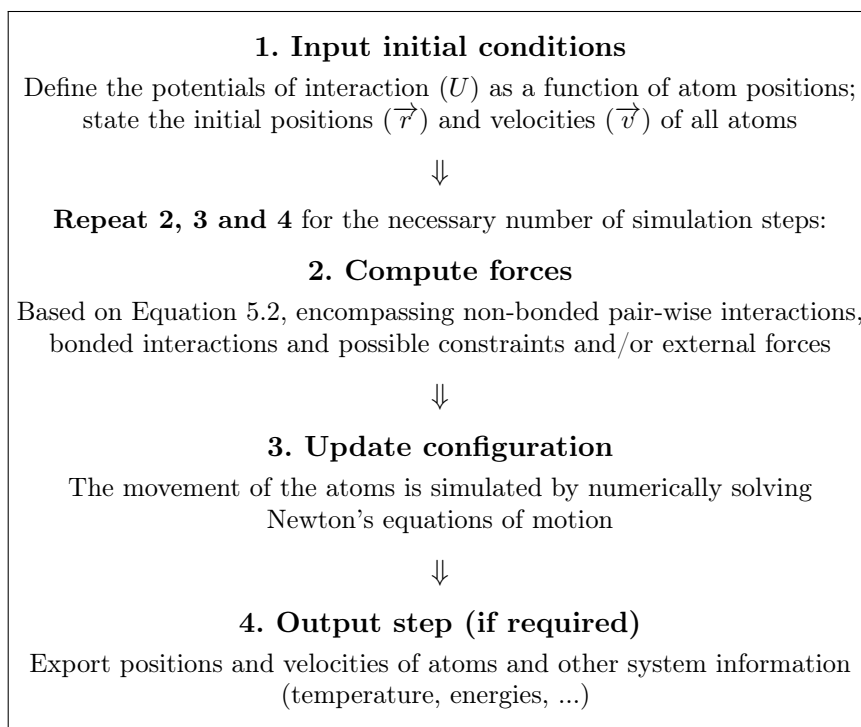 1. Input initial conditions
Define the potentials of interaction (U) as a function of atom positions;
state the initial positions (r⃗) and velocities (v⃗) of all atoms
⇓
Repeat 2, 3 and 4 for the necessary number of simulation steps:
2. Compute forces
Based on Equation 5.2, encompassing non-bonded pair-wise interactions,
bonded interactions and possible constraints and/or external forces
⇓
3. Update configuration
The movement of the atoms is simulated by numerically solving
Newton's equations of motion
⇓
4. Output step (if required)
Export positions and velocities of atoms and other system information
(temperature, energies, ...)